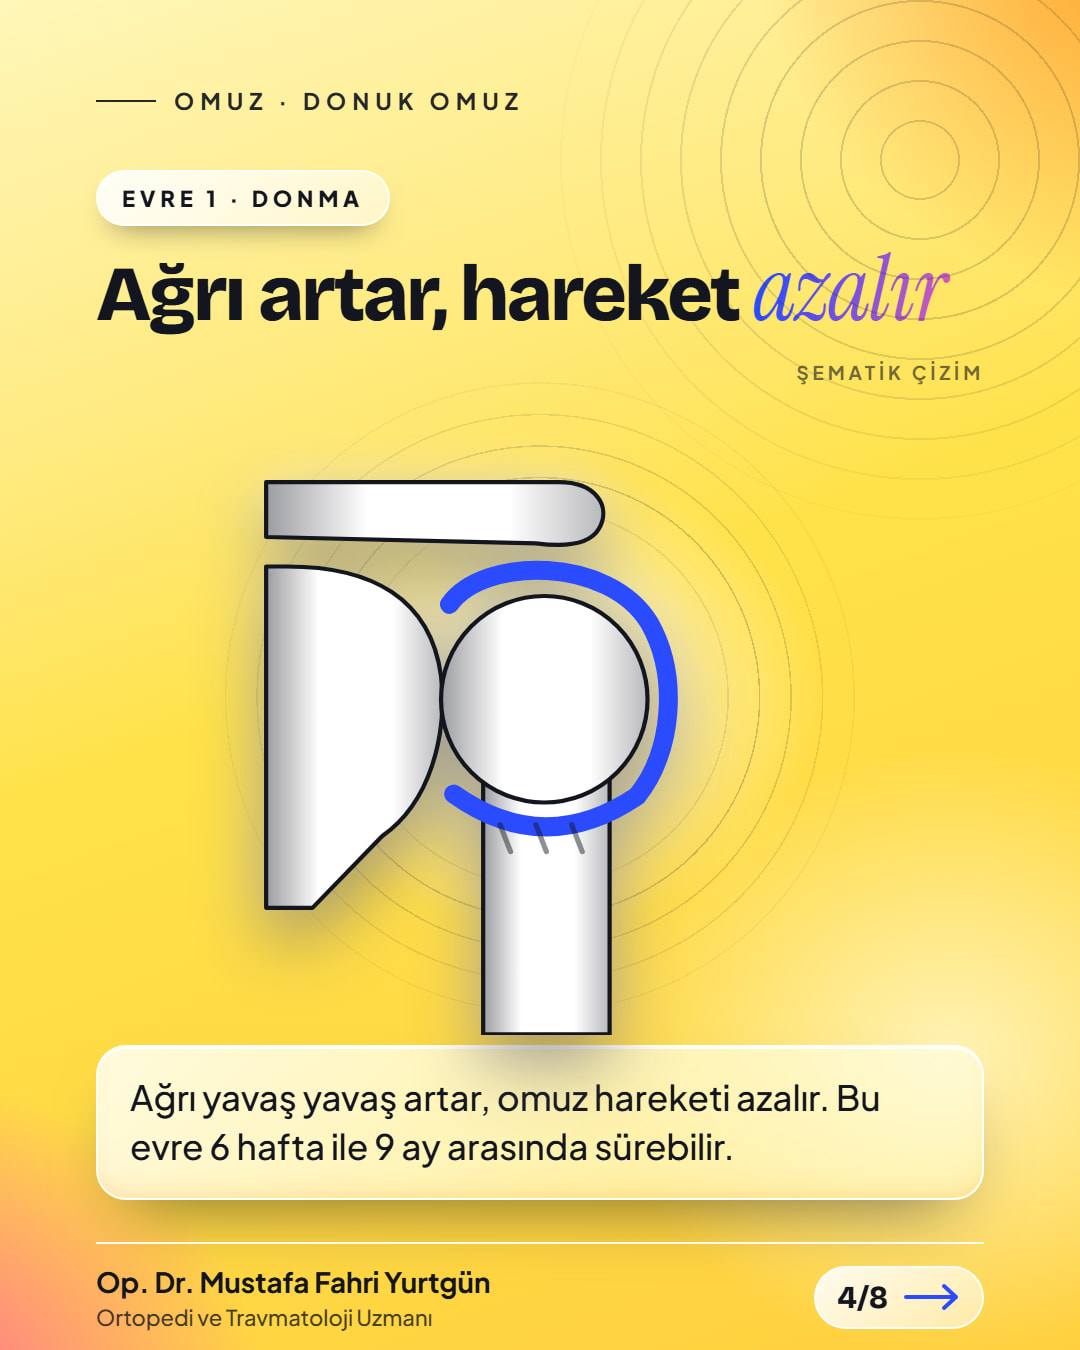 OMUZ · DONUK OMUZ
EVRE 1 · DONMA
Ağrı artar, hareket azalır
ŞEMATİK ÇİZİM
Ağrı yavaş yavaş artar, omuz hareketi azalır. Bu
evre 6 hafta ile 9 ay arasında sürebilir.
Op. Dr. Mustafa Fahri Yurtgün
Ortopedi ve Travmatoloji Uzmanı
4/8